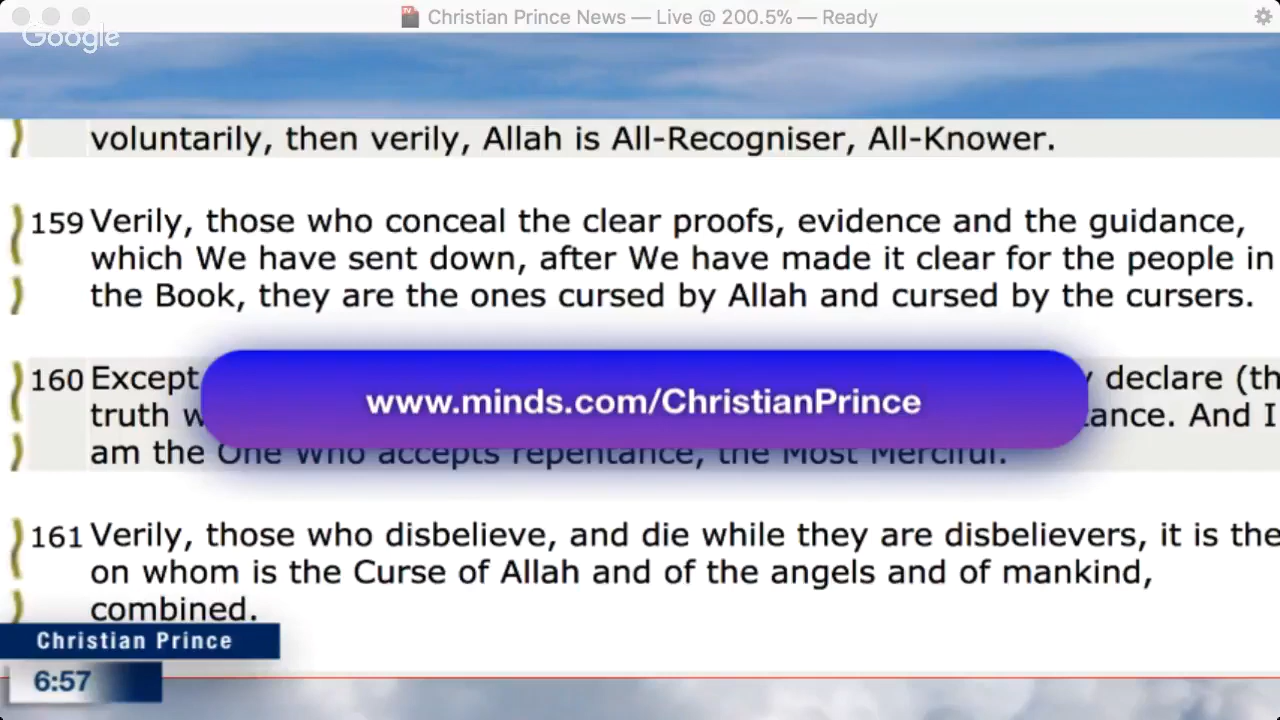 Christian Prince News — Live @ 200.5% — Ready
Google
voluntarily, then verily, Allah is All-Recogniser, All-Knower.
159 Verily, those who conceal the clear proofs, evidence and the guidance,
which We have sent down, after We have made it clear for the people in
the Book, they are the ones cursed by Allah and cursed by the cursers.
160 Except declare (th
truth w And I
www.minds.com/ChristianPrince
am the One Who accepts repentance, the Most Merciful.
161 Verily, those who disbelieve, and die while they are disbelievers, it is the
on whom is the Curse of Allah and of the angels and of mankind,
combined.
Christian Prince
6:57